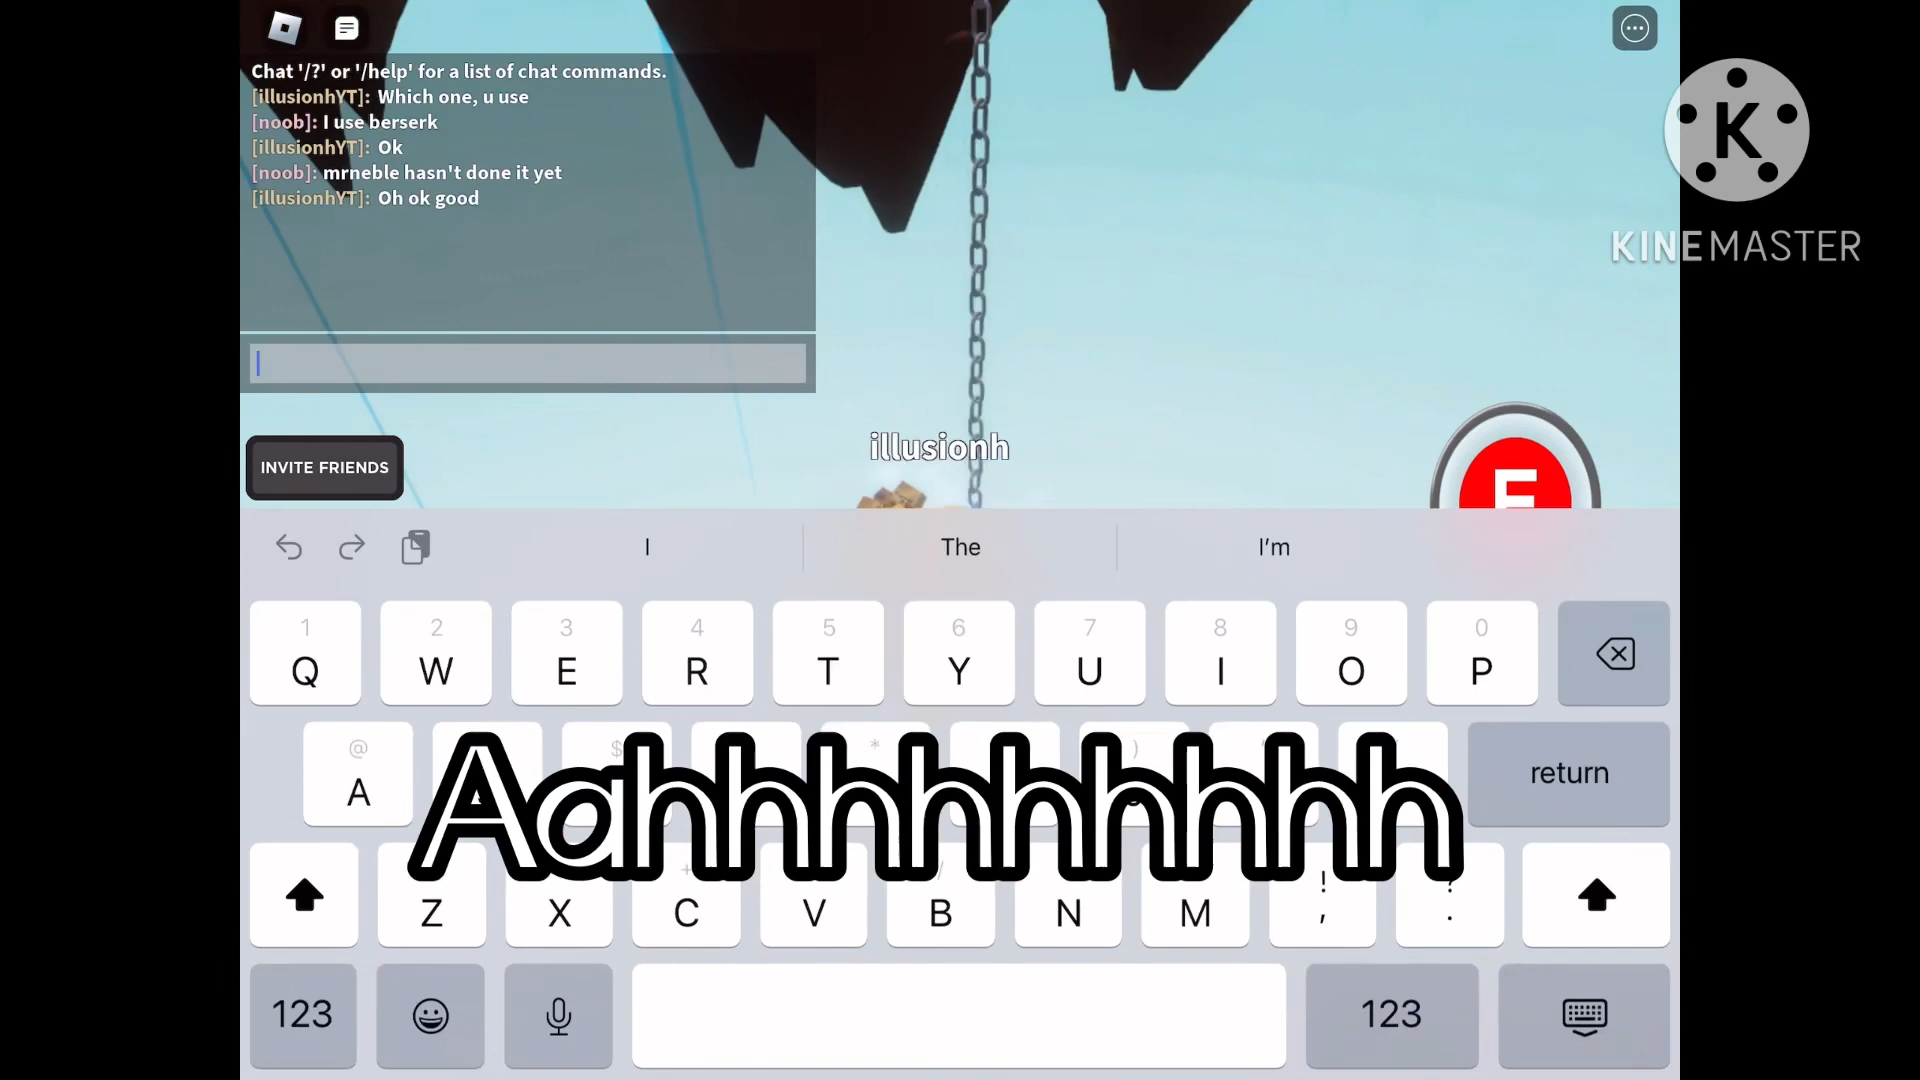 Chat '/?' or '/help' for a list of chat commands.
[illusionhYT]: Which one, u use
[noob]: I use berserk
[illusionhYT]: Ok
[noob]: mrneble hasn't done it yet
[illusionhYT]: Oh ok good
K
KINEMASTER
illusionh
INVITE FRIENDS
E
I The I'm
1 2 3 4 5 6 7 8 9 0
Q W E R T Y U I O P
@ $ * )
A return
Aahhhhhhhhh
+ / ! ?
Z X C V B N M , .
123 123